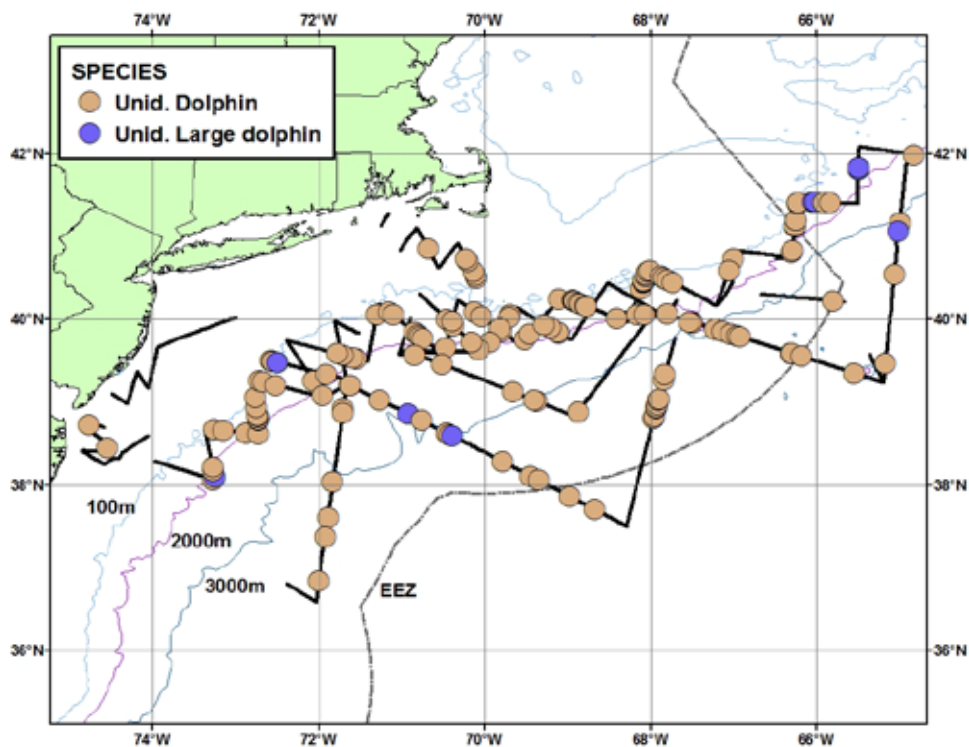 74°W 72°W 70°W 68°W 66°W
SPECIES
Unid. Dolphin
Unid. Large dolphin
42°N 42°N
40°N 40°N
38°N 38°N
100m
2000m
3000m
EEZ
36°N 36°N
74°W 72°W 70°W 68°W 66°W